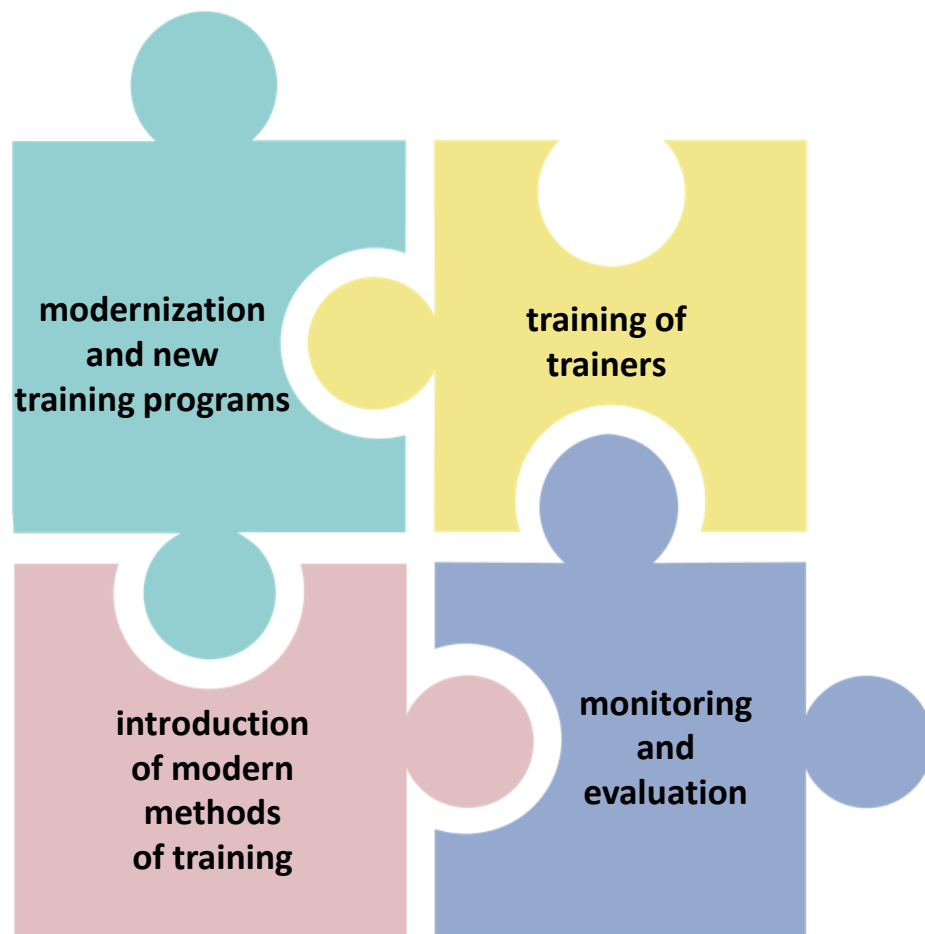 modernization
and new
training programs
training of
trainers
introduction
of modern
methods
of training
monitoring
and
evaluation